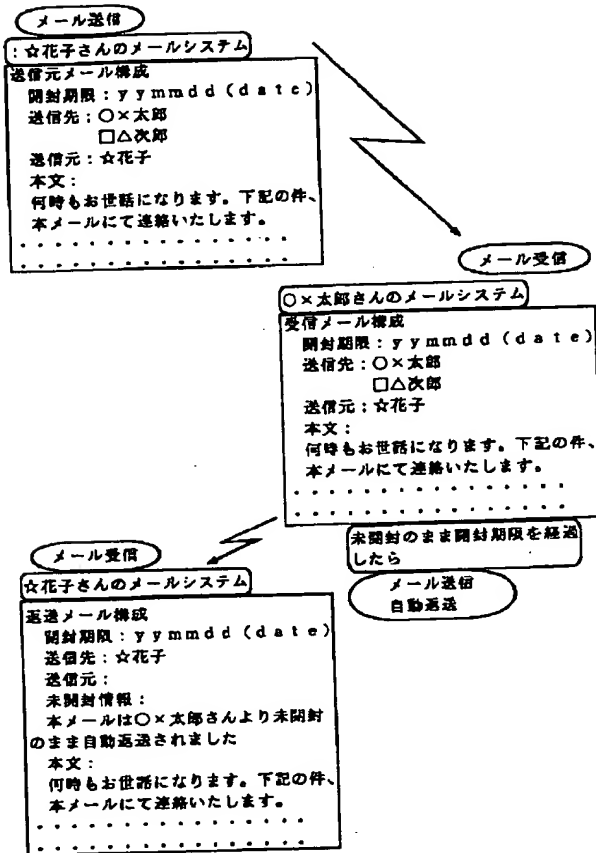 メール送信
:☆花子さんのメールシステム
送信元メール構成
開封期限:yymmdd(date)
送信先:〇×太郎
□△次郎
送信元:☆花子
本文:
何時もお世話になります。下記の件、
本メールにて連絡いたします。
・・・・・・・・・・・・・・・
・・・・・・・・・・・・・・・
メール受信
〇×太郎さんのメールシステム
受信メール構成
開封期限:yymmdd(date)
送信先:〇×太郎
□△次郎
送信元:☆花子
本文:
何時もお世話になります。下記の件、
本メールにて連絡いたします。
・・・・・・・・・・・・・・・
・・・・・・・・・・・・・・・
未開封のまま開封期限を経過
したら
メール送信
自動返送
メール受信
☆花子さんのメールシステム
返送メール構成
開封期限:yymmdd(date)
送信先:☆花子
送信元:
未開封情報:
本メールは〇×太郎さんより未開封
のまま自動返送されました
本文:
何時もお世話になります。下記の件、
本メールにて連絡いたします。
・・・・・・・・・・・・・・・
・・・・・・・・・・・・・・・